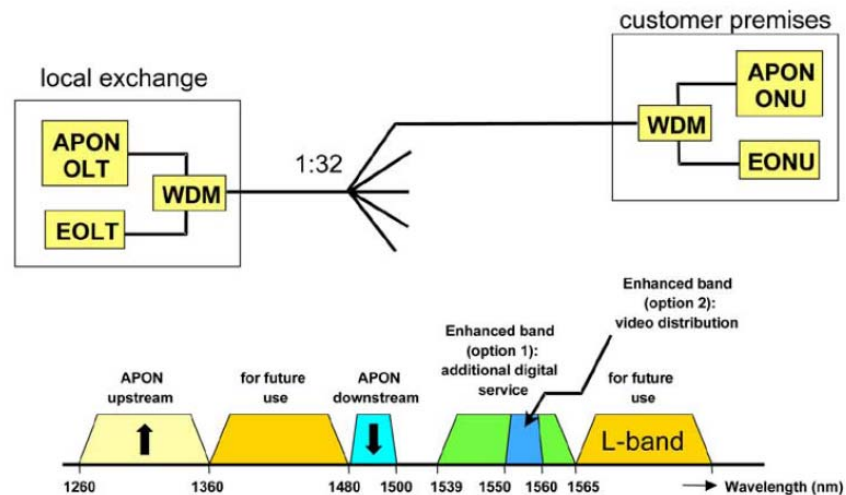 customer premises
local exchange
APON
OLT
WDM
EOLT
1:32
WDM
APON
ONU
EONU
Enhanced band
(option 2):
video distribution
Enhanced band
(option 1):
additional digital
service
APON
upstream
for future
use
APON
downstream
for future
use
L-band
1260 1360 1480 1500 1539 1550 1560 1565 Wavelength (nm)